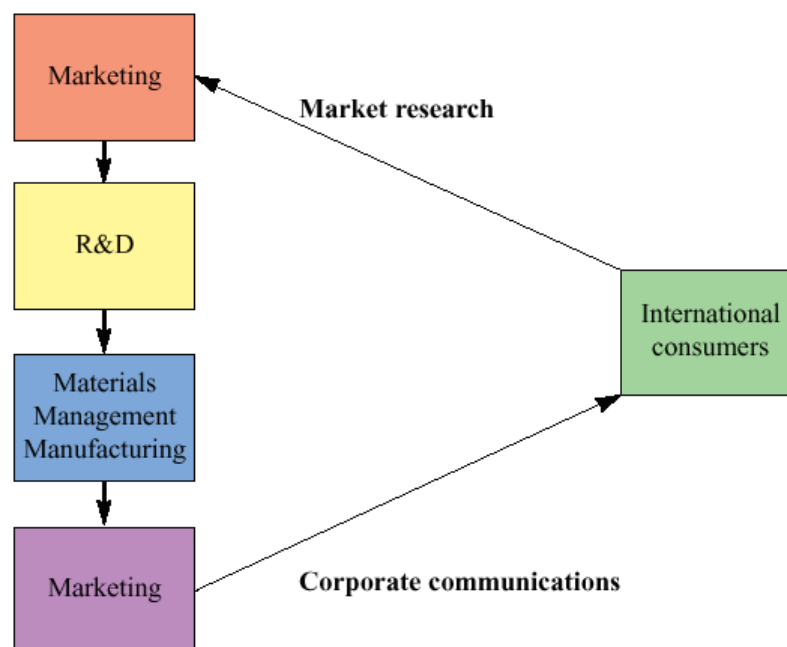 Marketing
Market research
R&D
International
consumers
Materials
Management
Manufacturing
Marketing
Corporate communications